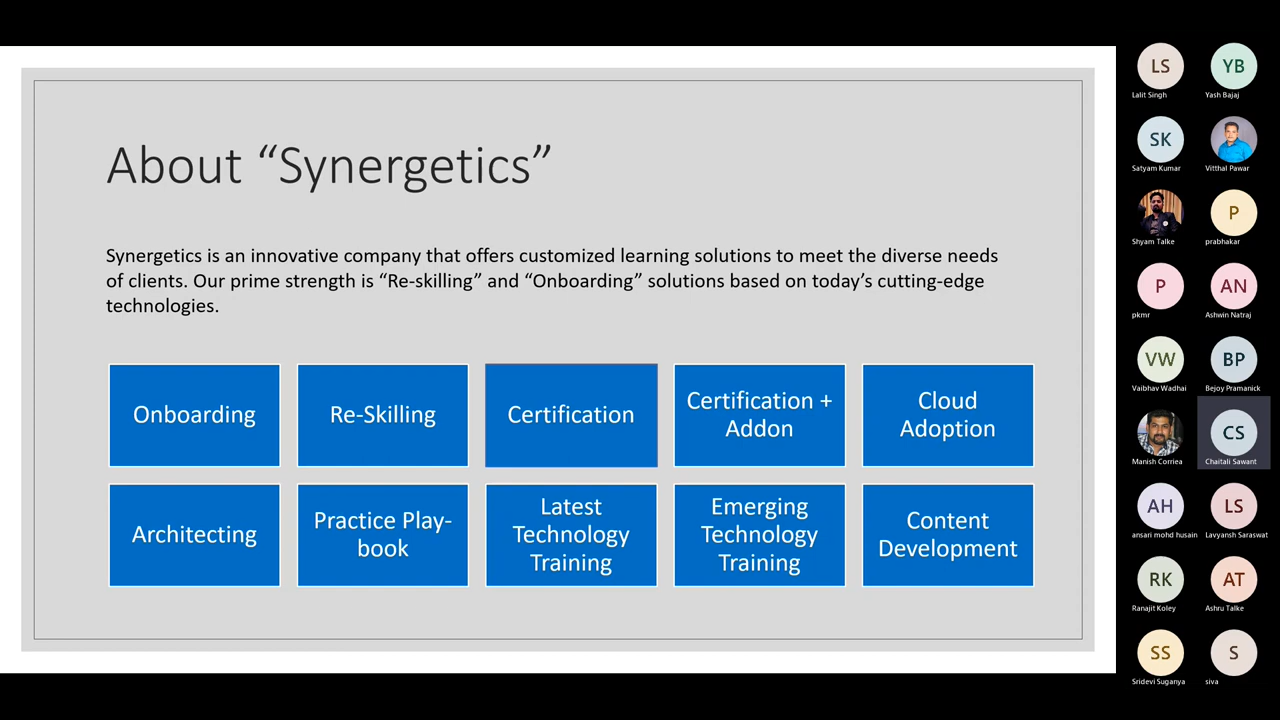 About “Synergetics”
Synergetics is an innovative company that offers customized learning solutions to meet the diverse needs
of clients. Our prime strength is “Re-skilling” and “Onboarding” solutions based on today’s cutting-edge
technologies.
Onboarding
Re-Skilling
Certification
Certification +
Addon
Cloud
Adoption
Architecting
Practice Play-
book
Latest
Technology
Training
Emerging
Technology
Training
Content
Development
LS
Lalit Singh
YB
Yash Bajaj
SK
Satyam Kumar
Vitthal Pawar
Shyam Talke
P
prabhakar
P
pkmr
AN
Ashwin Natraj
VW
Vaibhav Wadhai
BP
Bejoy Pramanick
Manish Corriea
CS
Chaitali Sawant
AH
ansari mohd husain
LS
Lavyansh Saraswat
RK
Ranajit Koley
AT
Ashru Talke
SS
Sridevi Suganya
S
siva